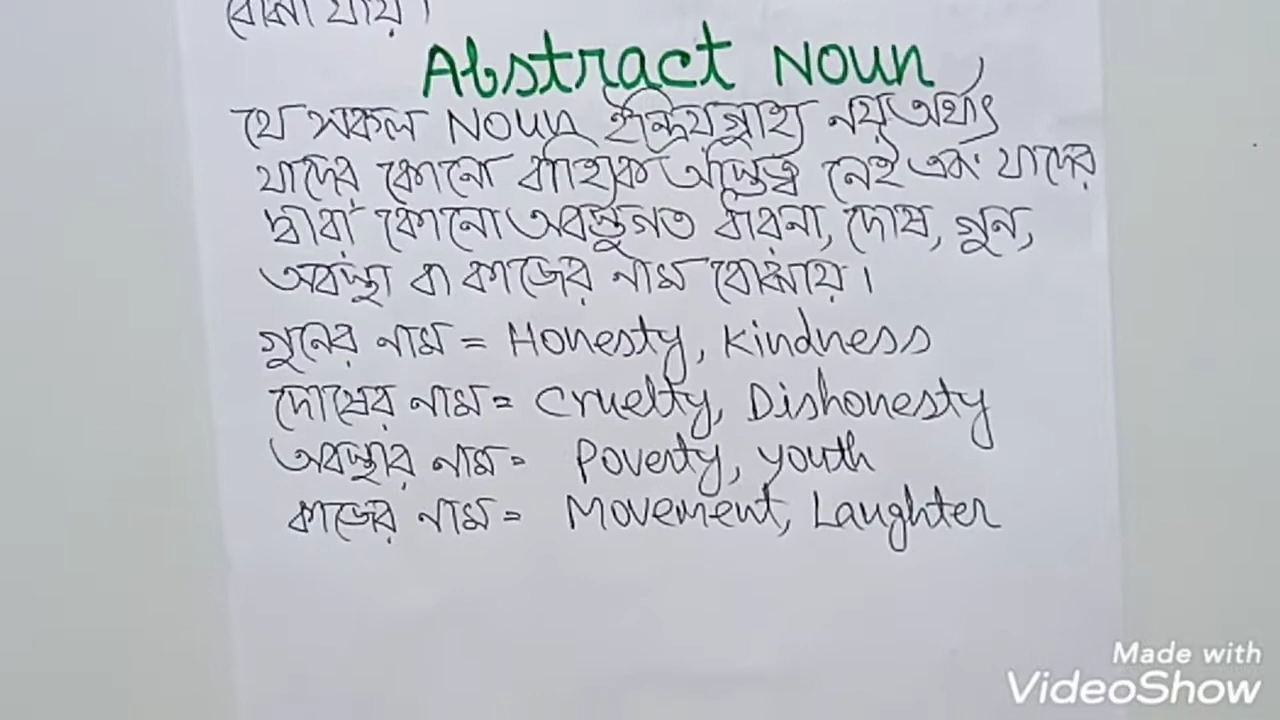 বোঝা যায়।
Abstract Noun
যে সকল Noun ইন্দ্রিয়গ্রাহ্য নয় অর্থাৎ
যাদের কোনো বাহ্যিক অস্তিত্ব নেই এবং যাদের
দ্বারা কোনো অবস্তুগত ধারনা, দোষ, গুন,
অবস্থা বা কাজের নাম বোঝায়।
গুনের নাম = Honesty, Kindness
দোষের নাম = Cruelty, Dishonesty
অবস্থার নাম = Poverty, youth
কাজের নাম = Movement, Laughter
Made with
VideoShow